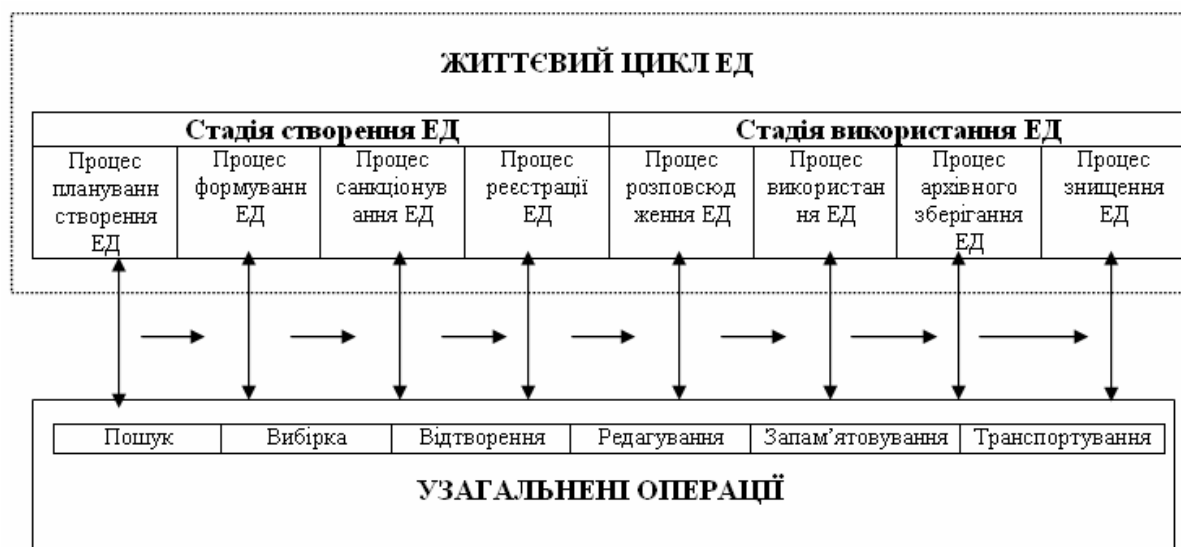 ЖИТТЄВИЙ ЦИКЛ ЕД
Стадія створення ЕД
Стадія використання ЕД
Процес
плануванн
створення
ЕД
Процес
формуванн
ЕД
Процес
санкціонув
ання ЕД
Процес
реєстрації
ЕД
Процес
розповсюд
ження ЕД
Процес
використан
ня ЕД
Процес
архівного
зберігання
ЕД
Процес
знищення
ЕД
Пошук
Вибірка
Відтворення
Редагування
Запам’ятовування
Транспортування
УЗАГАЛЬНЕНІ ОПЕРАЦІЇ